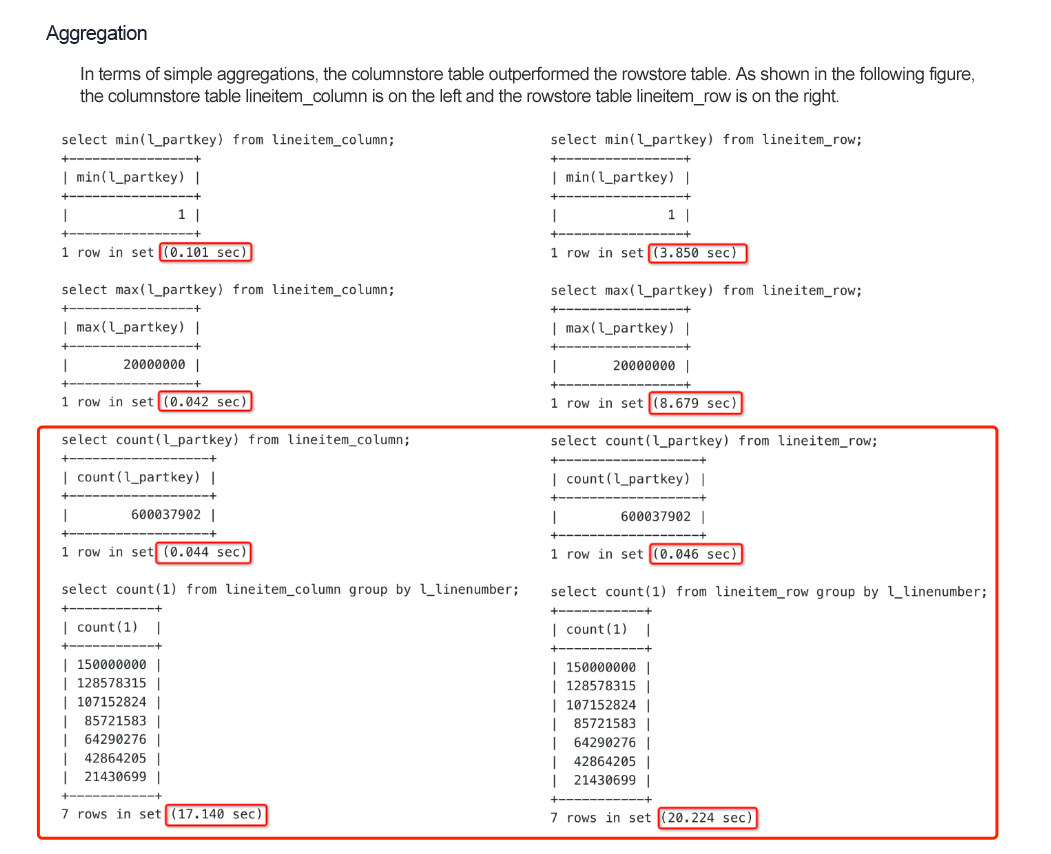 Aggregation
In terms of simple aggregations, the columnstore table outperformed the rowstore table. As shown in the following figure,
the columnstore table lineitem_column is on the left and the rowstore table lineitem_row is on the right.
select min(l_partkey) from lineitem_column;
+----------------+
| min(l_partkey) |
+----------------+
|              1 |
+----------------+
1 row in set (0.101 sec)
select max(l_partkey) from lineitem_column;
+----------------+
| max(l_partkey) |
+----------------+
|       20000000 |
+----------------+
1 row in set (0.042 sec)
select count(l_partkey) from lineitem_column;
+------------------+
| count(l_partkey) |
+------------------+
|        600037902 |
+------------------+
1 row in set (0.044 sec)
select count(1) from lineitem_column group by l_linenumber;
+-----------+
| count(1)  |
+-----------+
| 150000000 |
| 128578315 |
| 107152824 |
|  85721583 |
|  64290276 |
|  42864205 |
|  21430699 |
+-----------+
7 rows in set (17.140 sec)
select min(l_partkey) from lineitem_row;
+----------------+
| min(l_partkey) |
+----------------+
|              1 |
+----------------+
1 row in set (3.850 sec)
select max(l_partkey) from lineitem_row;
+----------------+
| max(l_partkey) |
+----------------+
|       20000000 |
+----------------+
1 row in set (8.679 sec)
select count(l_partkey) from lineitem_row;
+------------------+
| count(l_partkey) |
+------------------+
|        600037902 |
+------------------+
1 row in set (0.046 sec)
select count(1) from lineitem_row group by l_linenumber;
+-----------+
| count(1)  |
+-----------+
| 150000000 |
| 128578315 |
| 107152824 |
|  85721583 |
|  64290276 |
|  42864205 |
|  21430699 |
+-----------+
7 rows in set (20.224 sec)